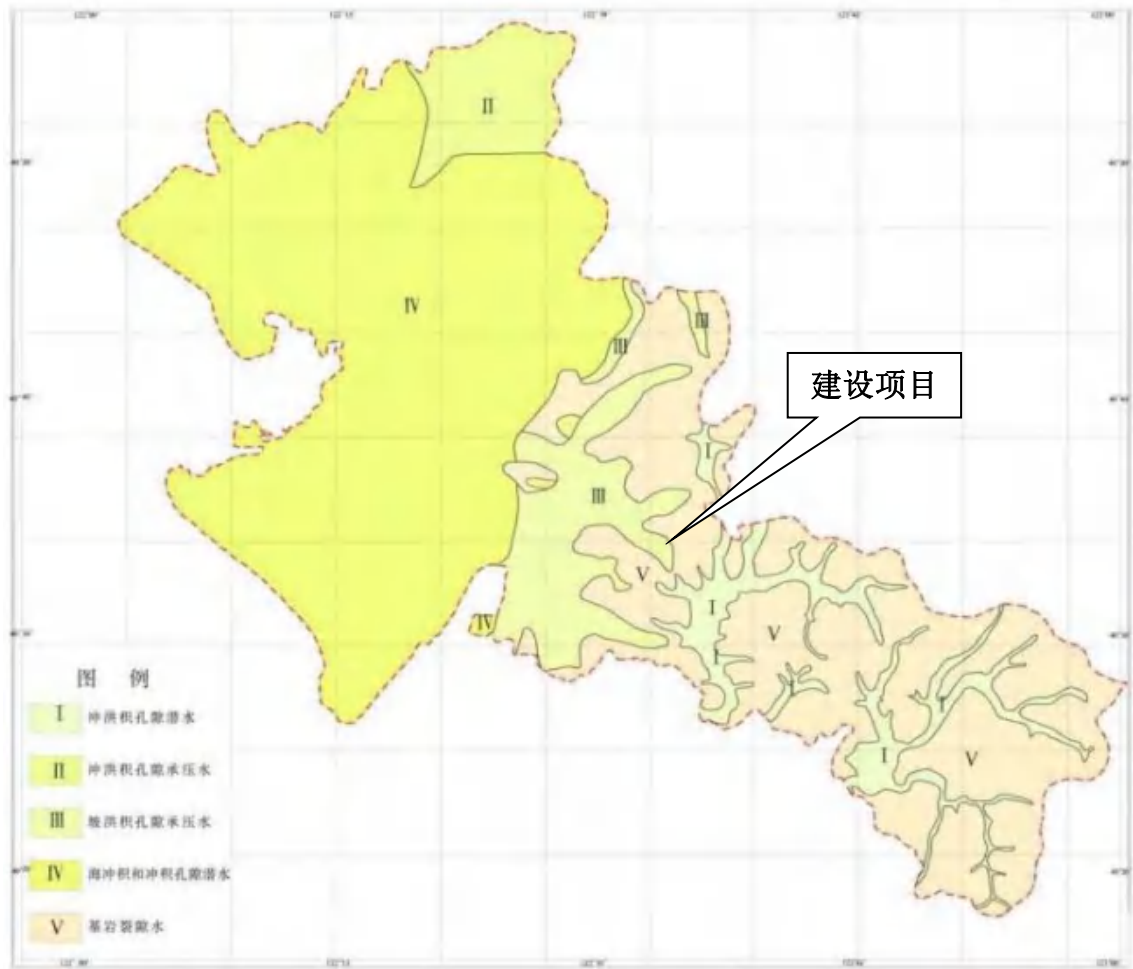 II
IV
III
III
建设项目
I
III
V
I
V
IV
I
I
I
I
V
图 例
I 冲洪积孔隙潜水
II 冲洪积孔隙承压水
III 坡洪积孔隙承压水
IV 海冲积和冲积孔隙潜水
V 基岩裂隙水